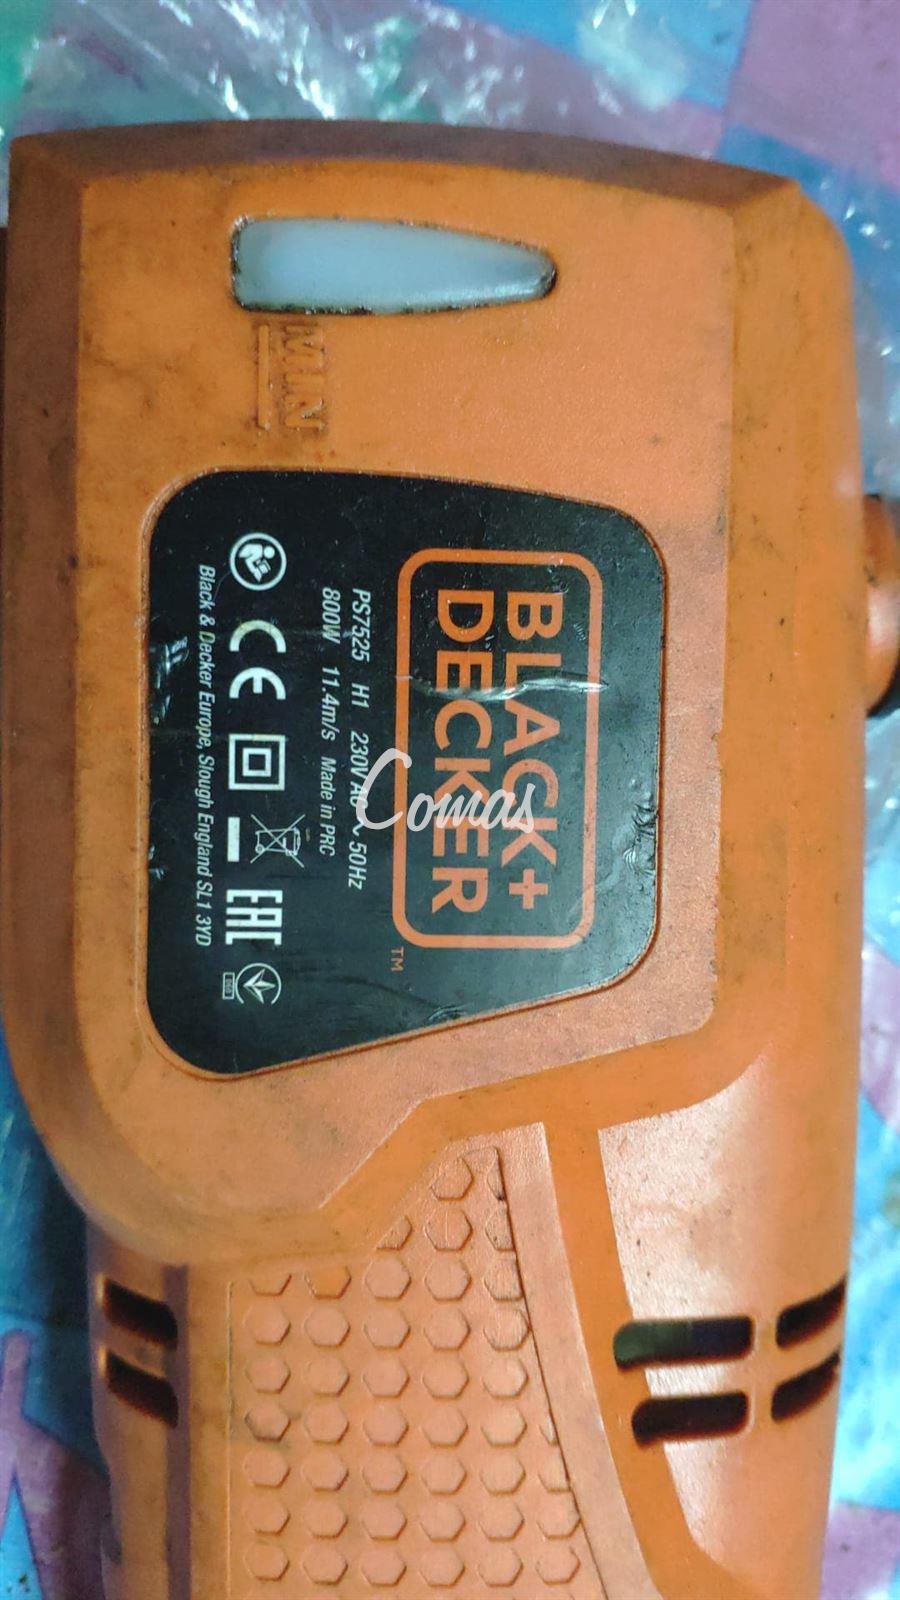 MIN
BLACK+
DECKER
TM
PS7525 H1 230V AC 50Hz
800W 11.4m/s Made in PRC
CE
EAC
Black & Decker Europe, Slough England SL1 3YD
Comas